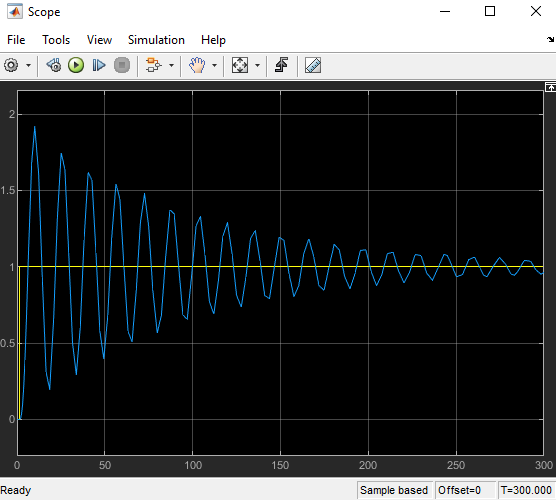 Scope
File Tools View Simulation Help
2
1.5
1
0.5
0
0 50 100 150 200 250 300
Ready Sample based Offset=0 T=300.000